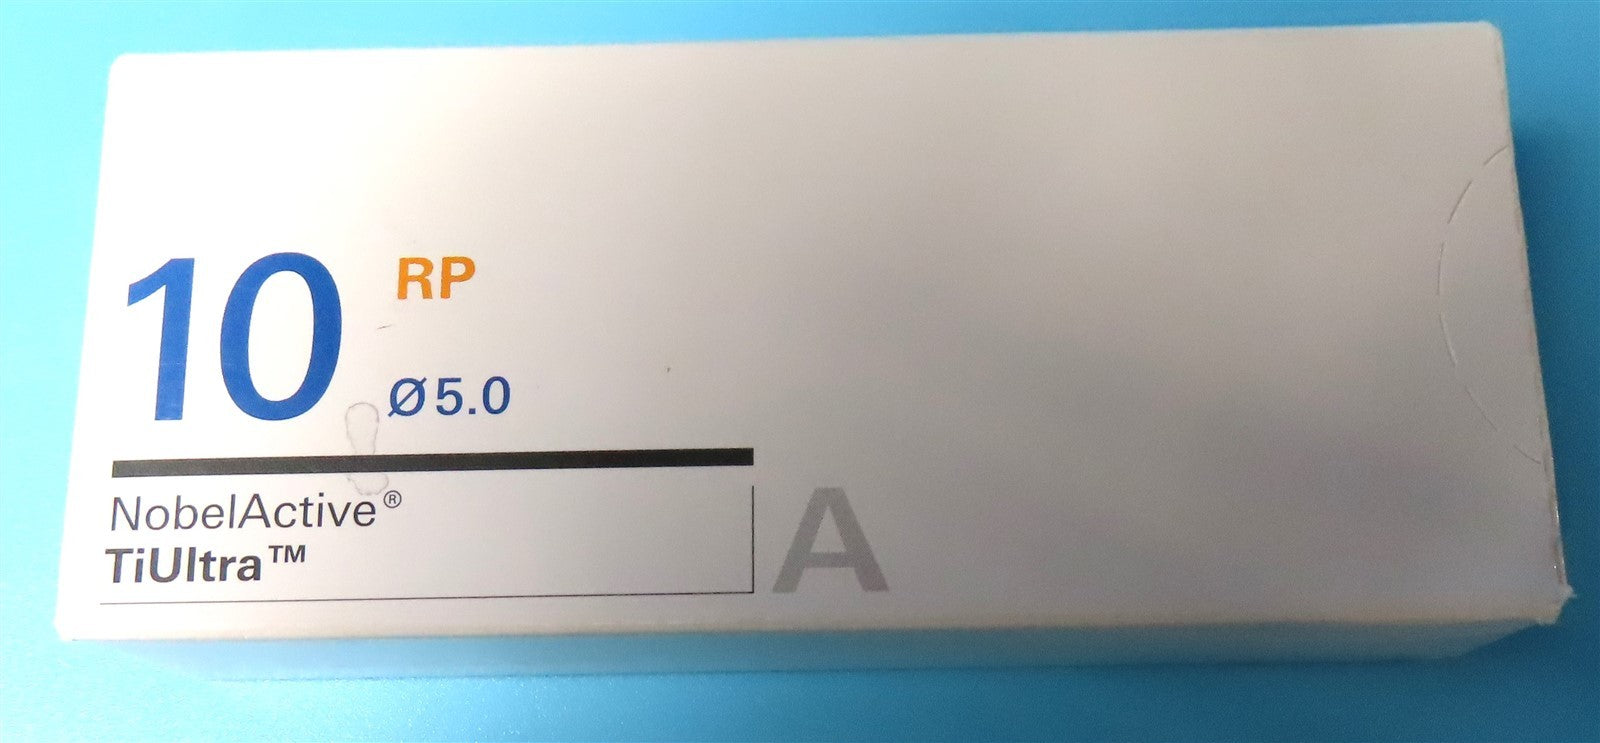 10
RP
Ø5.0
NobelActive®
TiUltra™
A